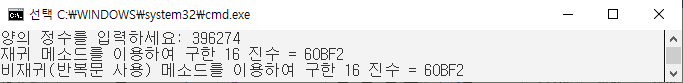 선택 C:₩WINDOWS₩system32₩cmd.exe
양의 정수를 입력하세요: 396274
재귀 메소드를 이용하여 구한 16 진수 = 60BF2
비재귀(반복문 사용) 메소드를 이용하여 구한 16 진수 = 60BF2